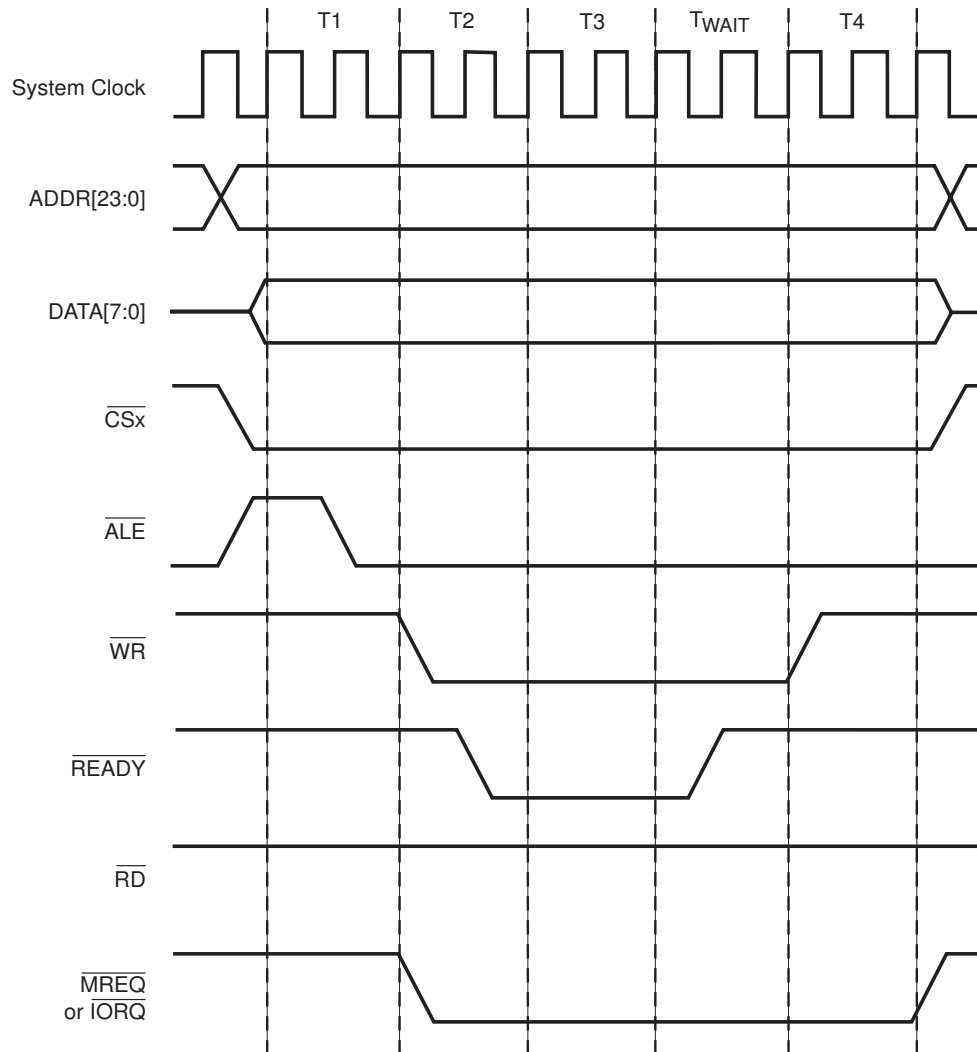 T1 T2 T3 TWAIT T4
System Clock
ADDR[23:0]
DATA[7:0]
CSx
ALE
WR
READY
RD
MREQ
or IORQ